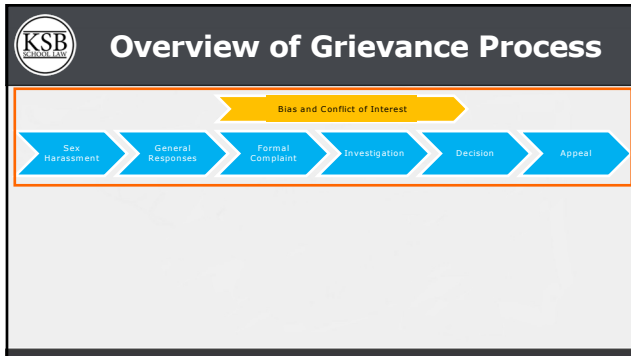 KSB
SCHOOL LAW
Overview of Grievance Process
Bias and Conflict of Interest
Sex
Harassment
General
Responses
Formal
Complaint
Investigation
Decision
Appeal